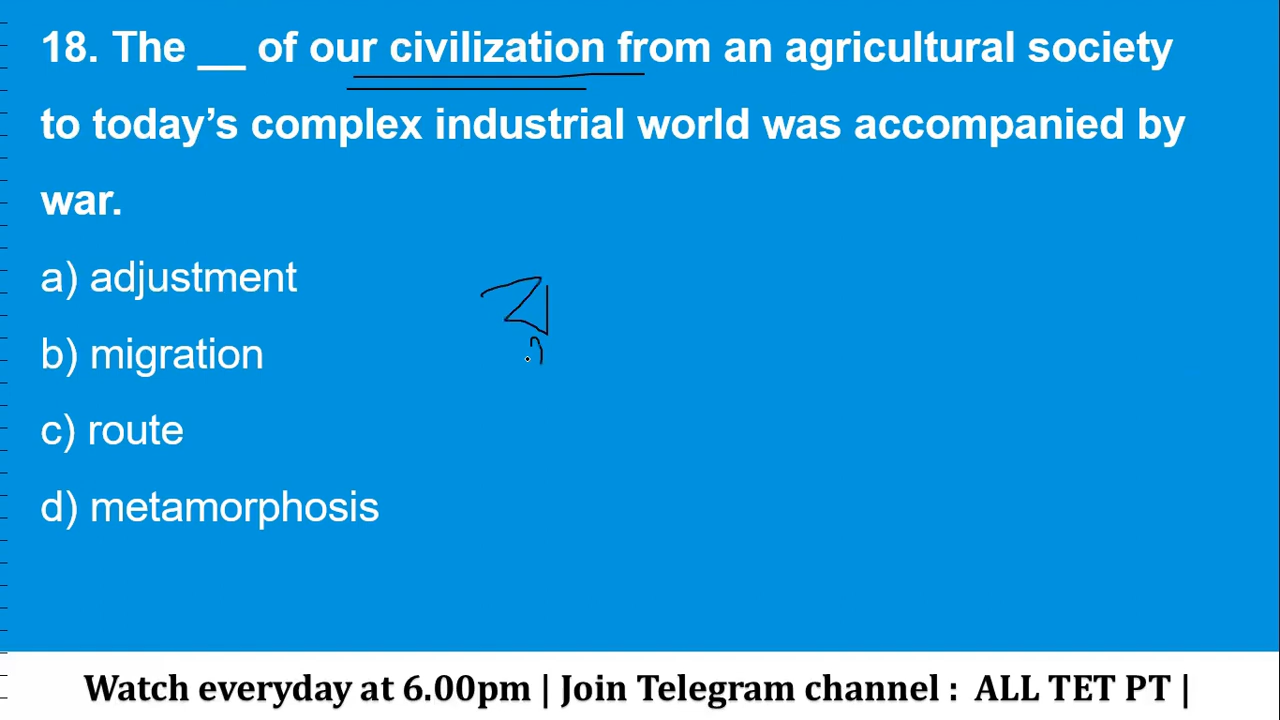 18. The __ of our civilization from an agricultural society
to today’s complex industrial world was accompanied by
war.
a) adjustment
b) migration
c) route
d) metamorphosis
Watch everyday at 6.00pm | Join Telegram channel : ALL TET PT |